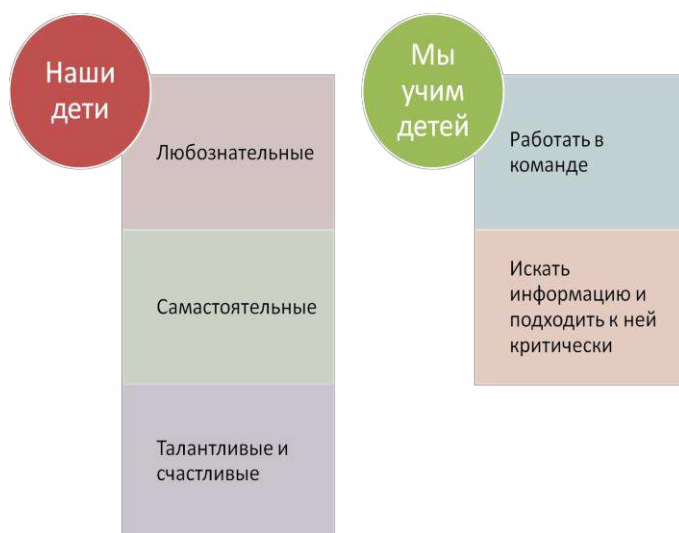 Наши
дети
Любознательные
Самастоятельные
Талантливые и
счастливые
Мы
учим
детей
Работать в
команде
Искать
информацию и
подходить к ней
критически